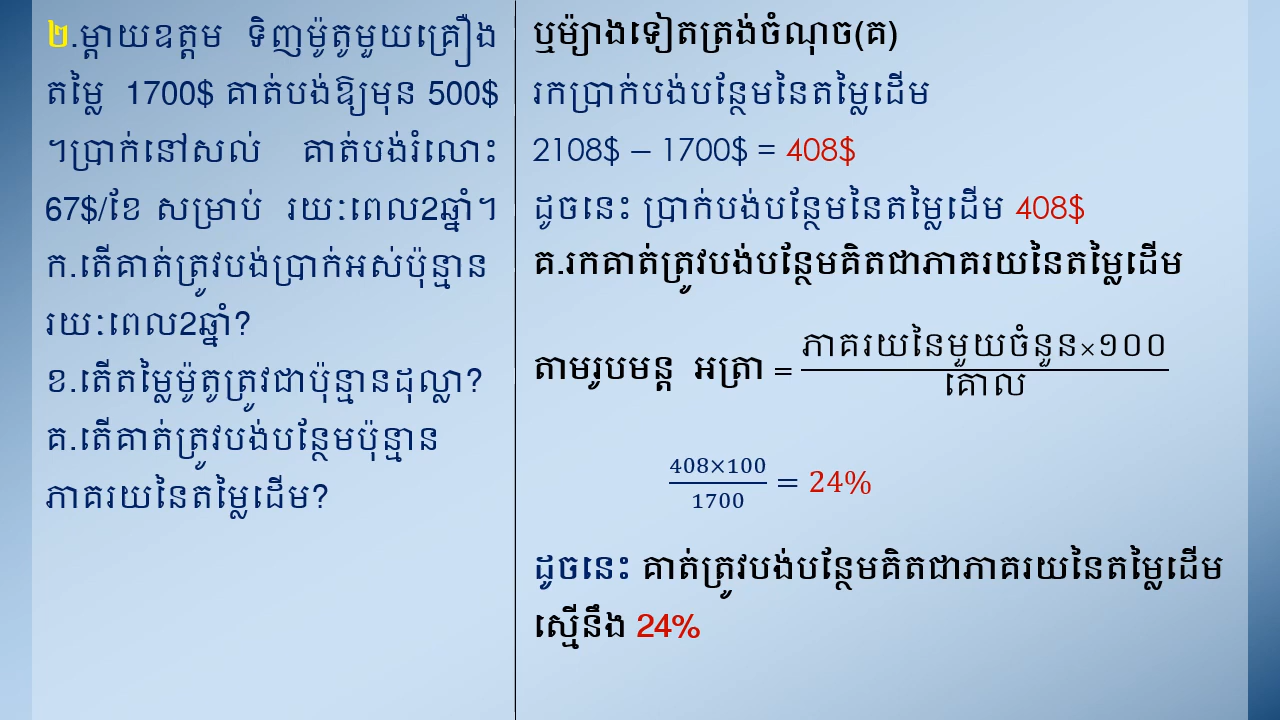 ២.ម្តាយឧត្តម ទិញម៉ូតូមួយគ្រឿង
តម្លៃ 1700$ គាត់បង់ឱ្យមុន 500$
។ប្រាក់នៅសល់ គាត់បង់រំលោះ
67$/ខែ សម្រាប់ រយៈពេល2ឆ្នាំ។
ក.តើគាត់ត្រូវបង់ប្រាក់អស់ប៉ុន្មាន
រយៈពេល2ឆ្នាំ?
ខ.តើតម្លៃម៉ូតូត្រូវជាប៉ុន្មានដុល្លា?
គ.តើគាត់ត្រូវបង់បន្ថែមប៉ុន្មាន
ភាគរយនៃតម្លៃដើម?
ឬម៉្យាងទៀតត្រង់ចំណុច(គ)
រកប្រាក់បង់បន្ថែមនៃតម្លៃដើម
2108$ – 1700$ = 408$
ដូចនេះ ប្រាក់បង់បន្ថែមនៃតម្លៃដើម 408$
គ.រកគាត់ត្រូវបង់បន្ថែមគិតជាភាគរយនៃតម្លៃដើម
ភាគរយនៃមួយចំនួន×១០០
តាមរូបមន្ត អត្រា =
គោល
408×100
= 24%
1700
ដូចនេះ គាត់ត្រូវបង់បន្ថែមគិតជាភាគរយនៃតម្លៃដើម
ស្មើនឹង 24%